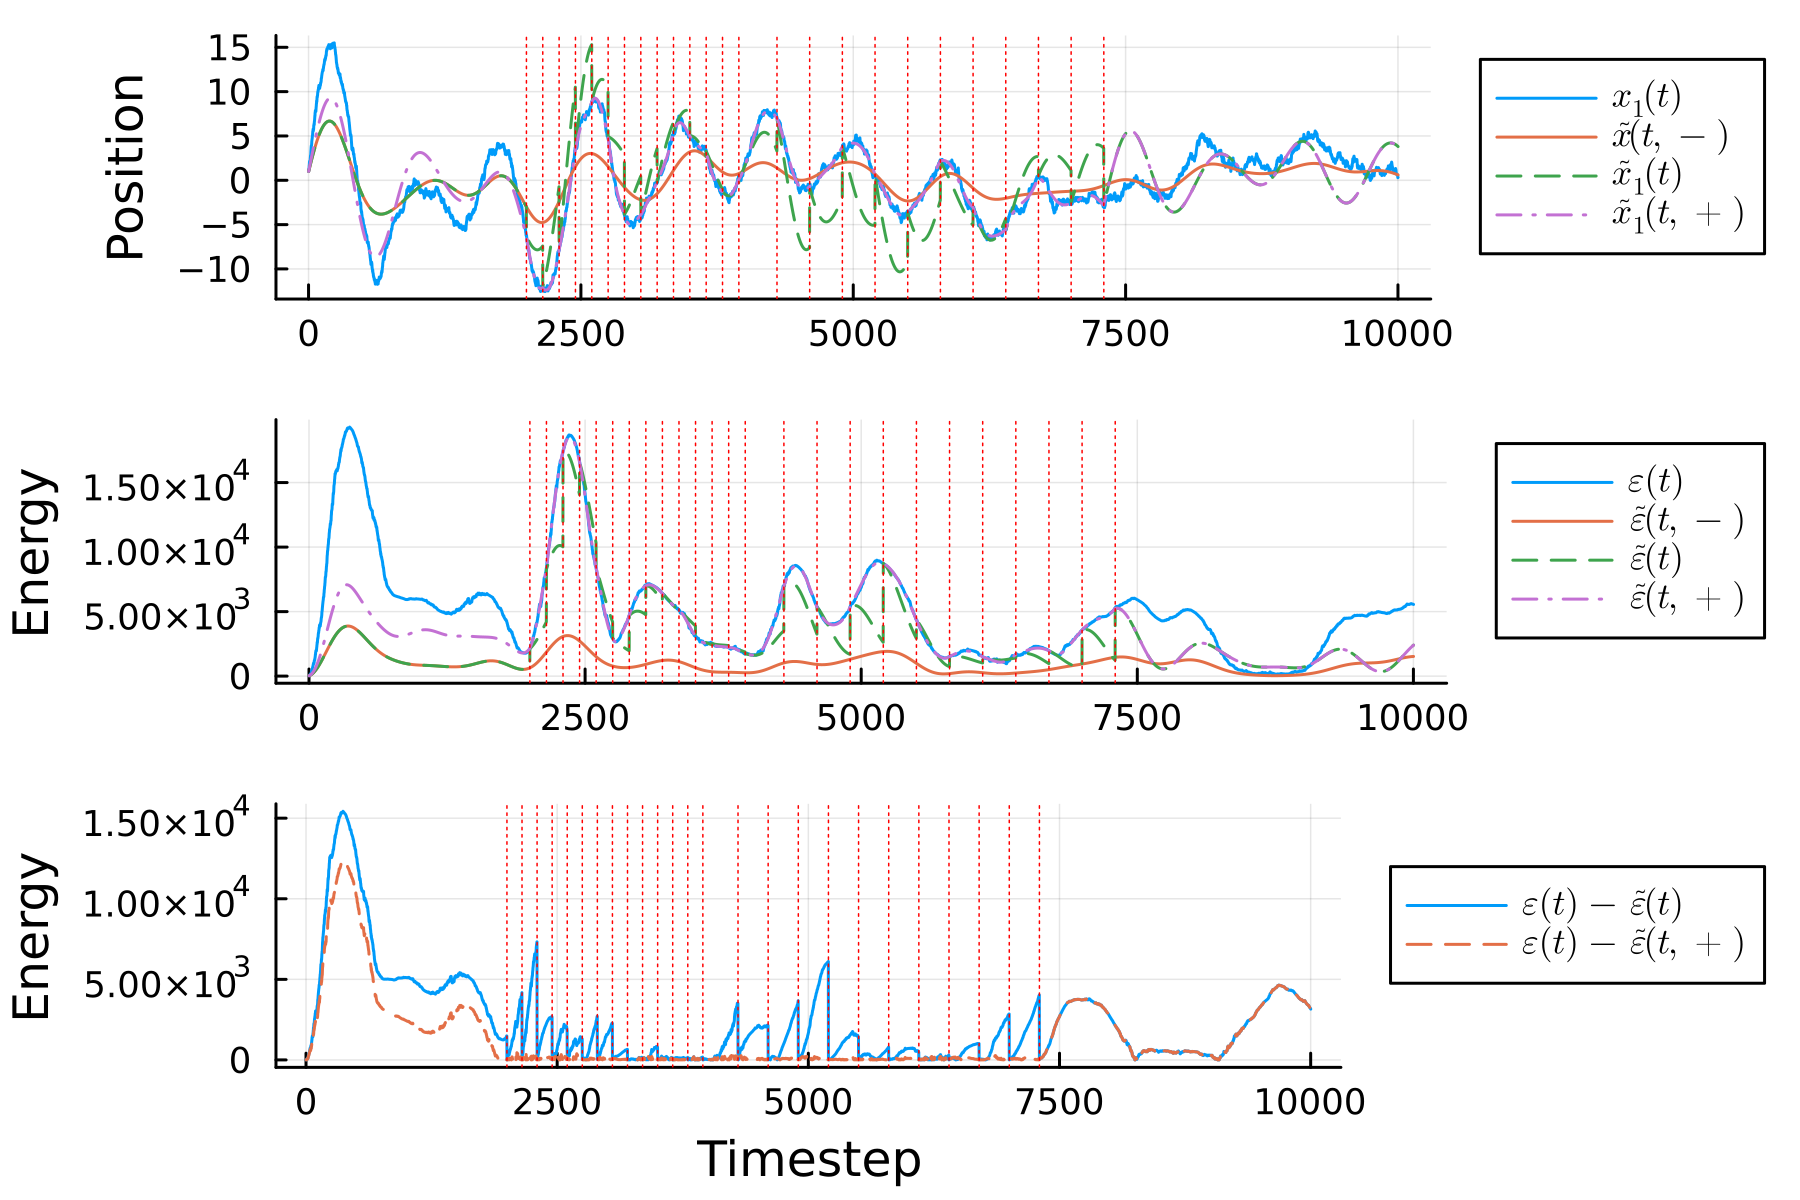 Position
15
10
5
0
−5
−10
0 2500 5000 7500 10000
x₁(t)
x̃(t, −)
x̃₁(t)
x̃₁(t, +)
Energy
1.50×10⁴
1.00×10⁴
5.00×10³
0
0 2500 5000 7500 10000
ε(t)
ε̃(t, −)
ε̃(t)
ε̃(t, +)
Energy
1.50×10⁴
1.00×10⁴
5.00×10³
0
0 2500 5000 7500 10000
ε(t) − ε̃(t)
ε(t) − ε̃(t, +)
Timestep